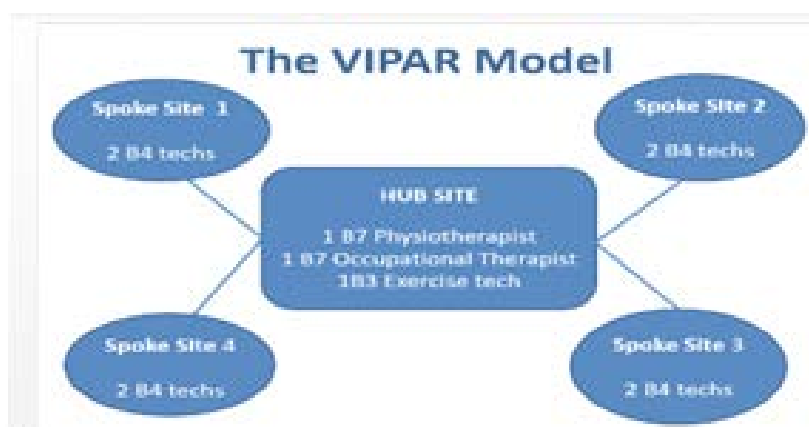 The VIPAR Model
Spoke Site 1
2 B4 techs
Spoke Site 2
2 B4 techs
HUB SITE
1 B7 Physiotherapist
1 B7 Occupational Therapist
1B3 Exercise tech
Spoke Site 4
2 B4 techs
Spoke Site 3
2 B4 techs